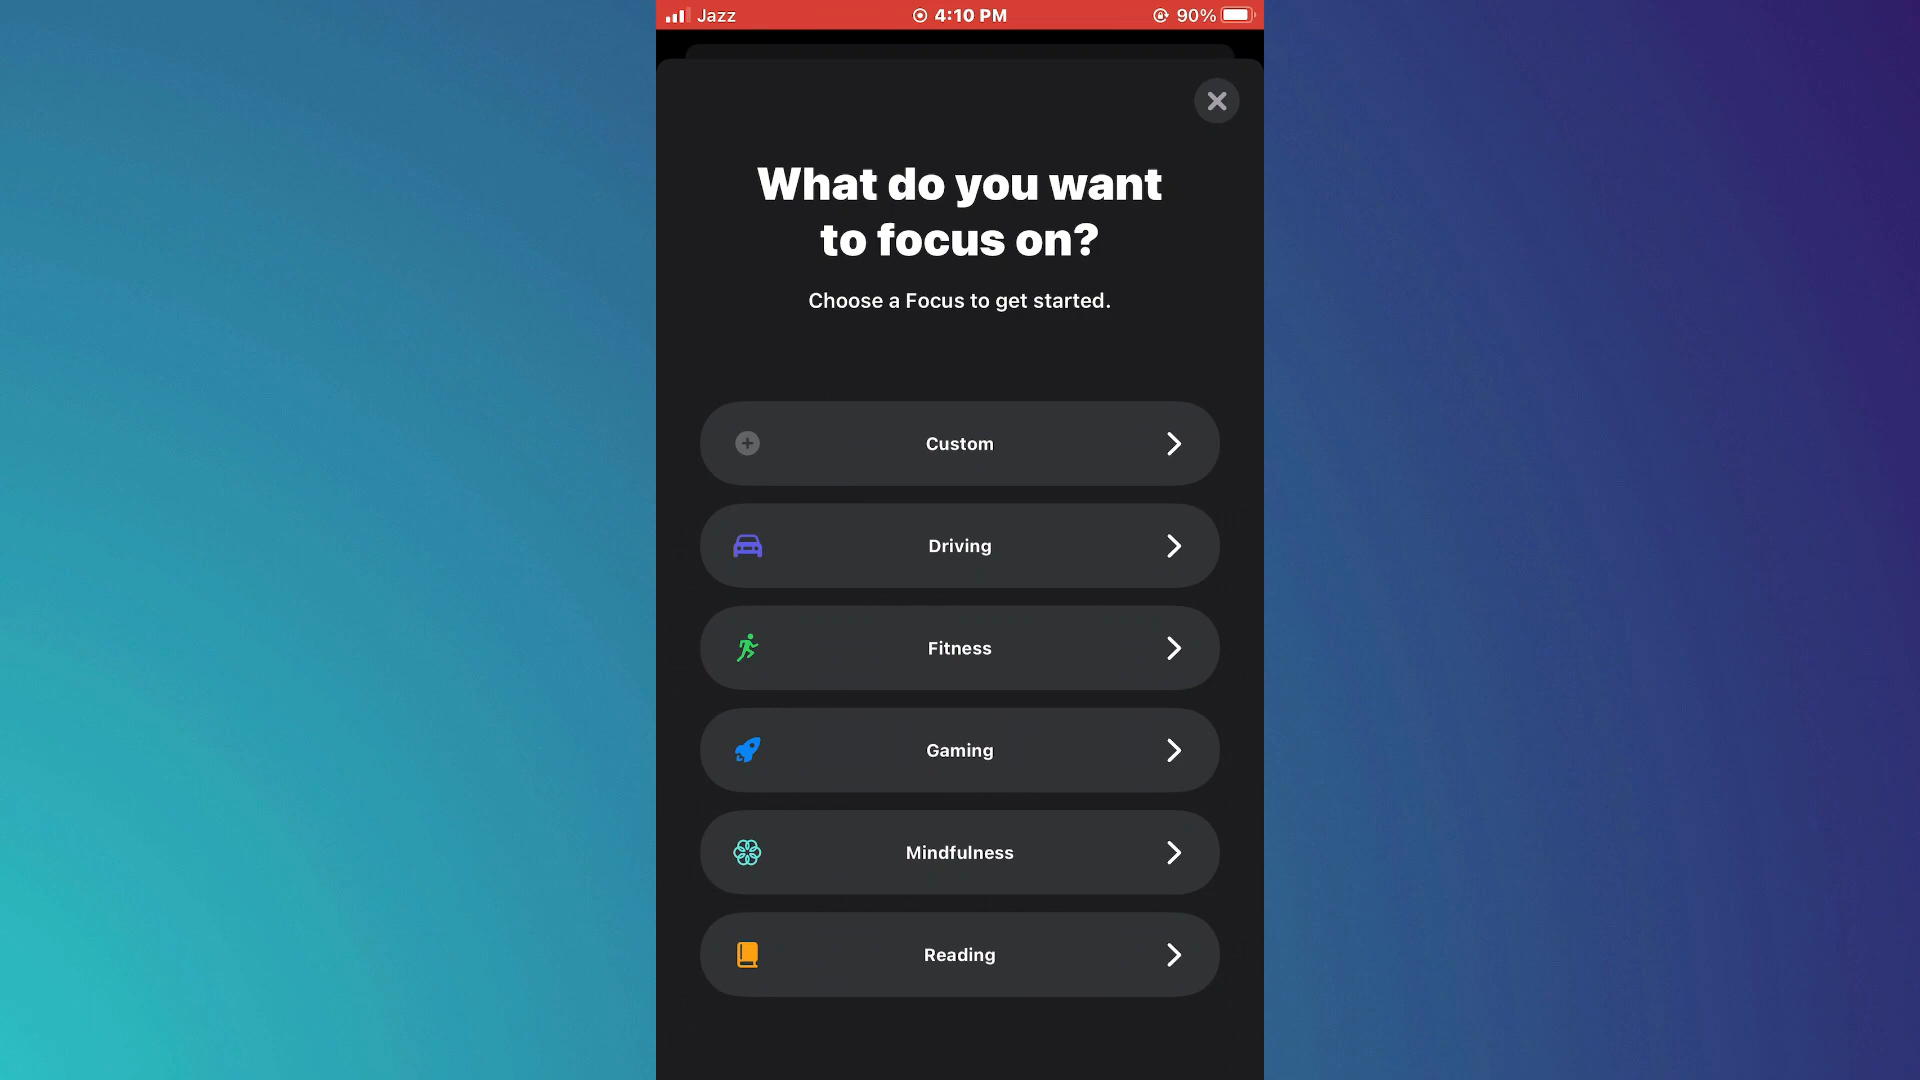 Jazz 4:10 PM 90%
What do you want
to focus on?
Choose a Focus to get started.
Custom
Driving
Fitness
Gaming
Mindfulness
Reading